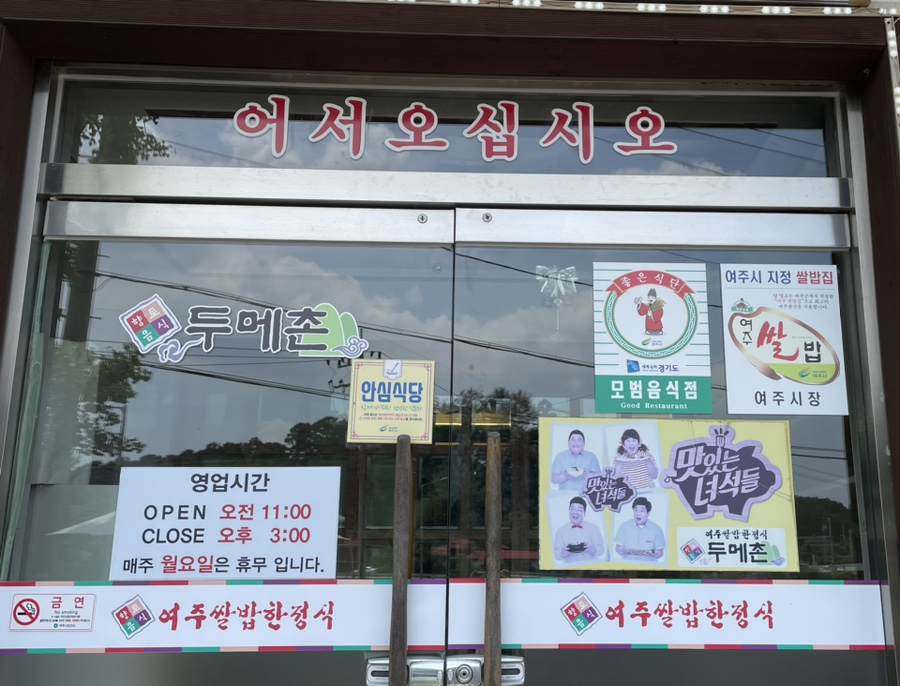 어서오십시오
향토
음식
두메촌
안심식당
영업시간
OPEN 오전 11:00
CLOSE 오후 3:00
매주 월요일은 휴무 입니다.
좋은식단
경기도
모범음식점
Good Restaurant
여주시 지정 쌀밥집
여주
쌀밥
여주시장
맛있는
녀석들
맛있는
녀석들
여주쌀밥한정식
두메촌
금연
No smoking
향토
음식
여주쌀밥한정식
향토
음식
여주쌀밥한정식